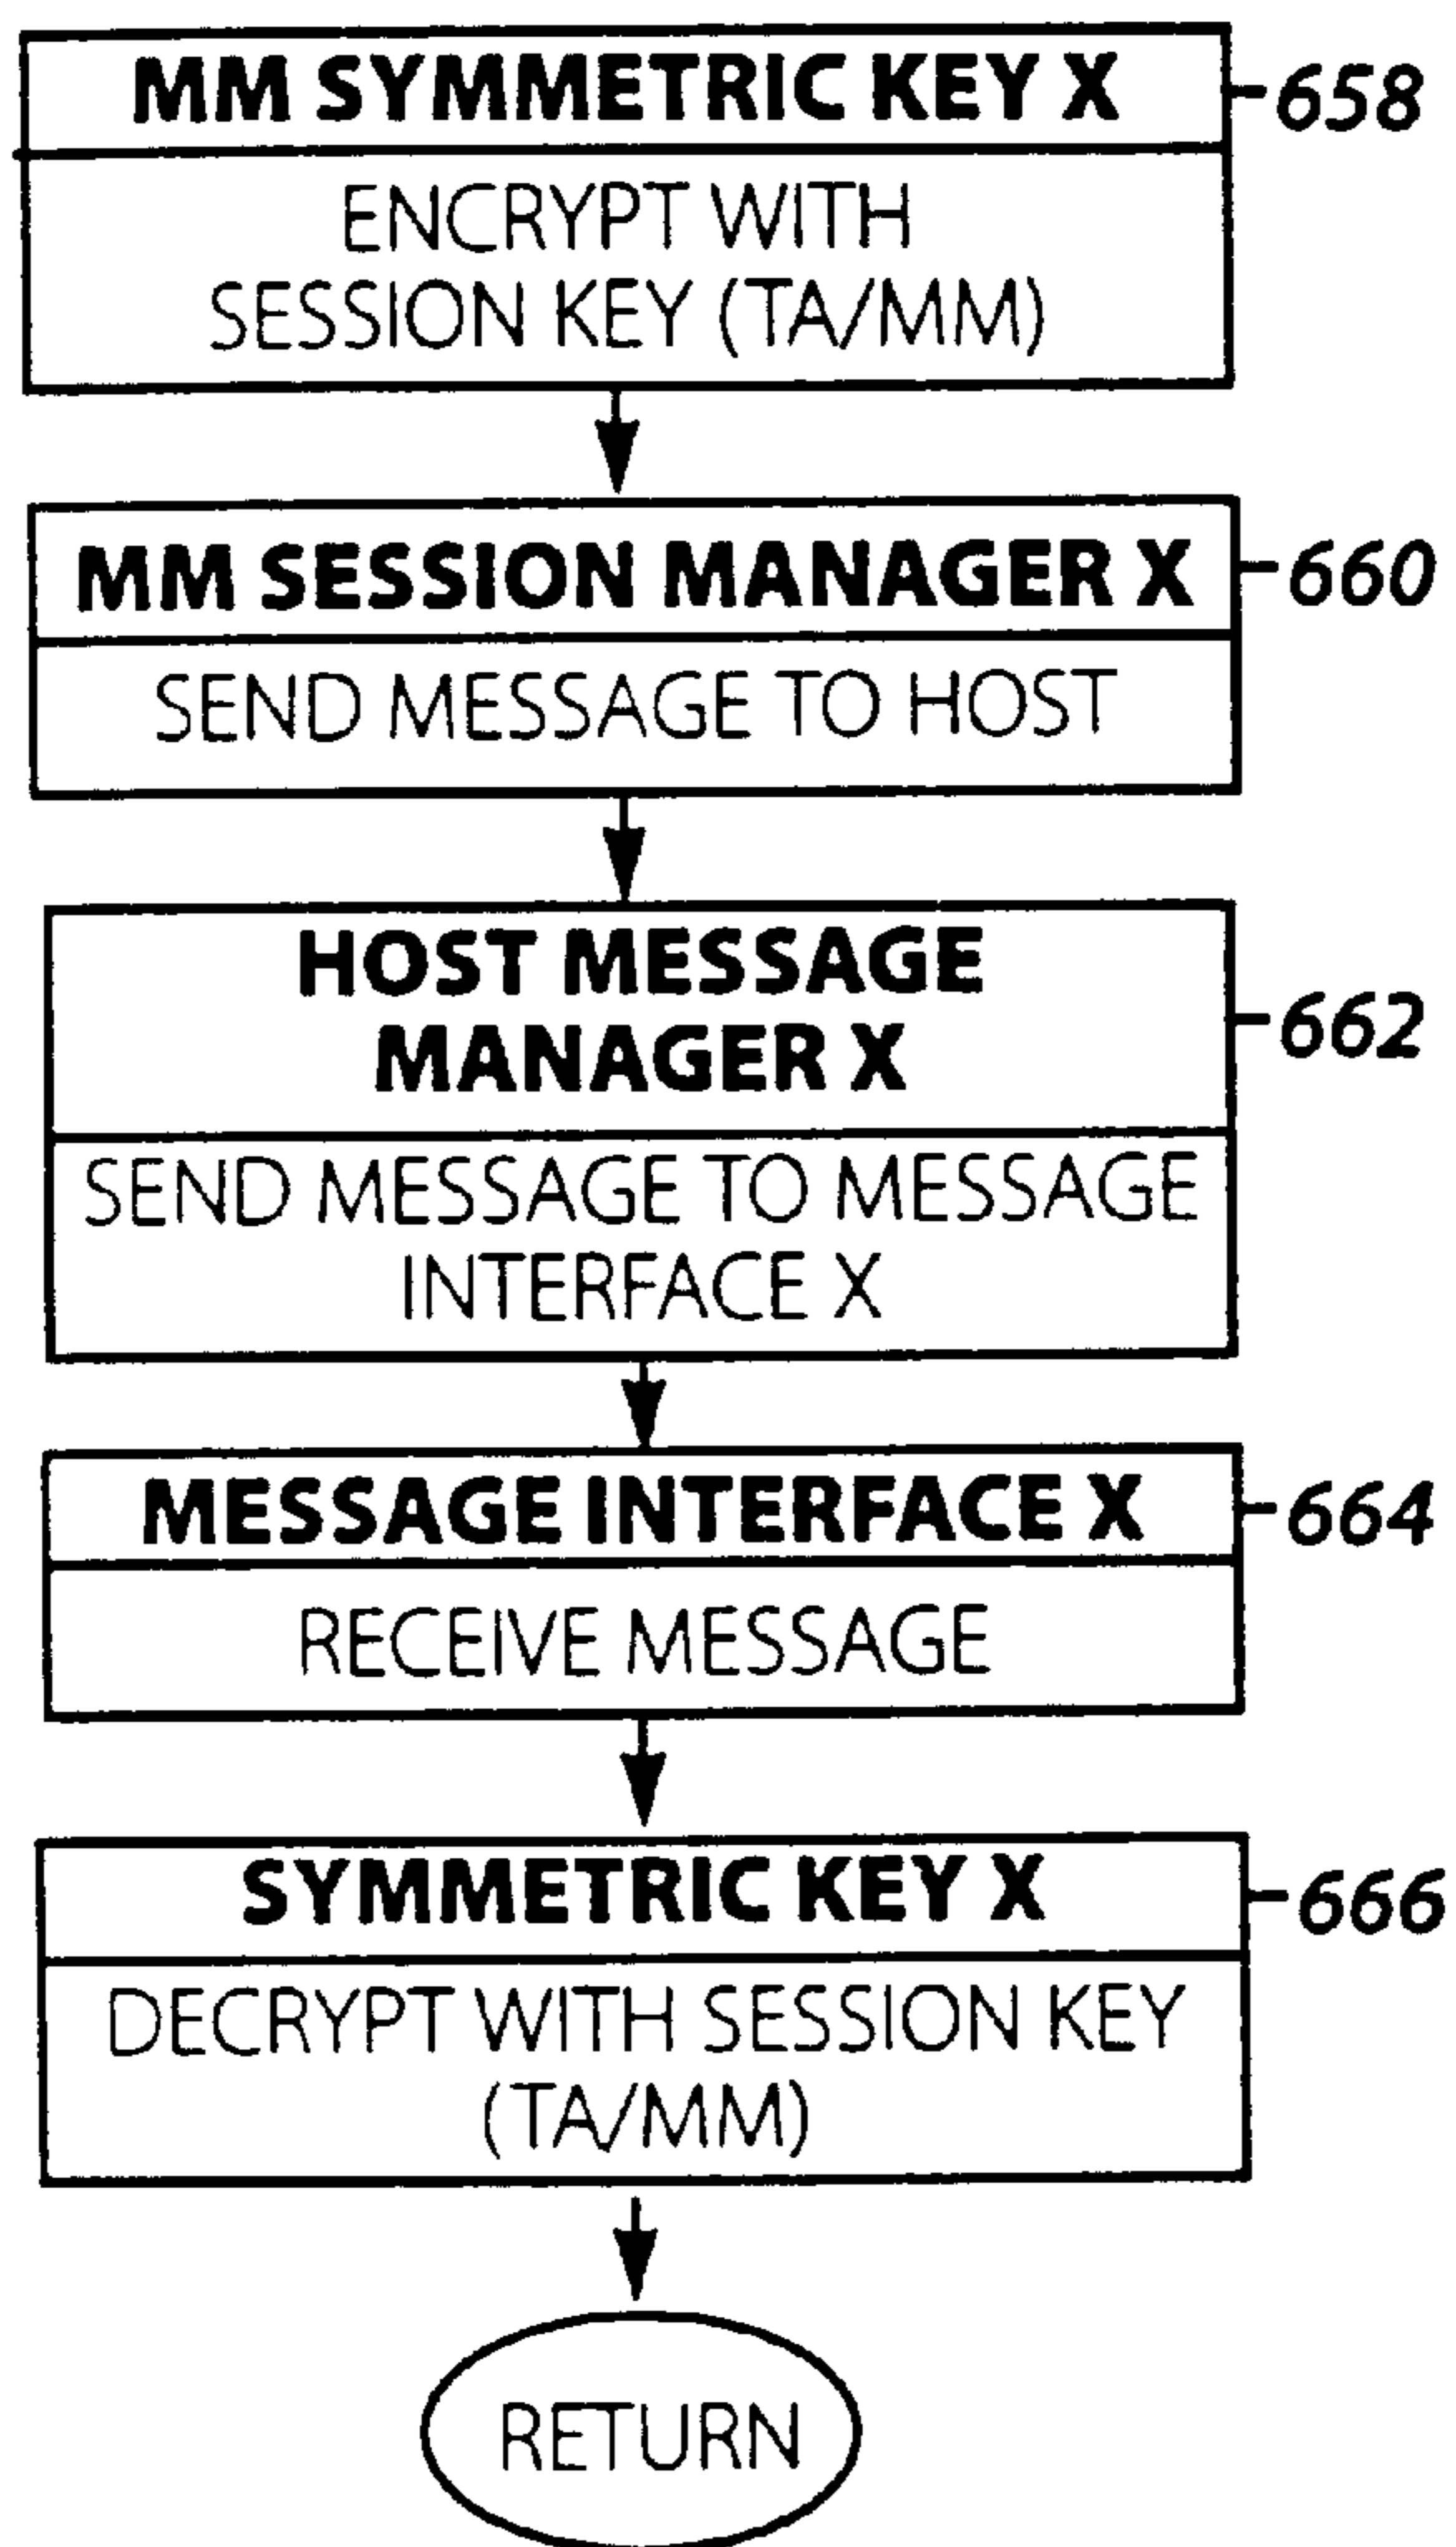 MM SYMMETRIC KEY X
658
ENCRYPT WITH
SESSION KEY (TA/MM)
MM SESSION MANAGER X
660
SEND MESSAGE TO HOST
HOST MESSAGE
MANAGER X
662
SEND MESSAGE TO MESSAGE
INTERFACE X
MESSAGE INTERFACE X
664
RECEIVE MESSAGE
SYMMETRIC KEY X
666
DECRYPT WITH SESSION KEY
(TA/MM)
RETURN